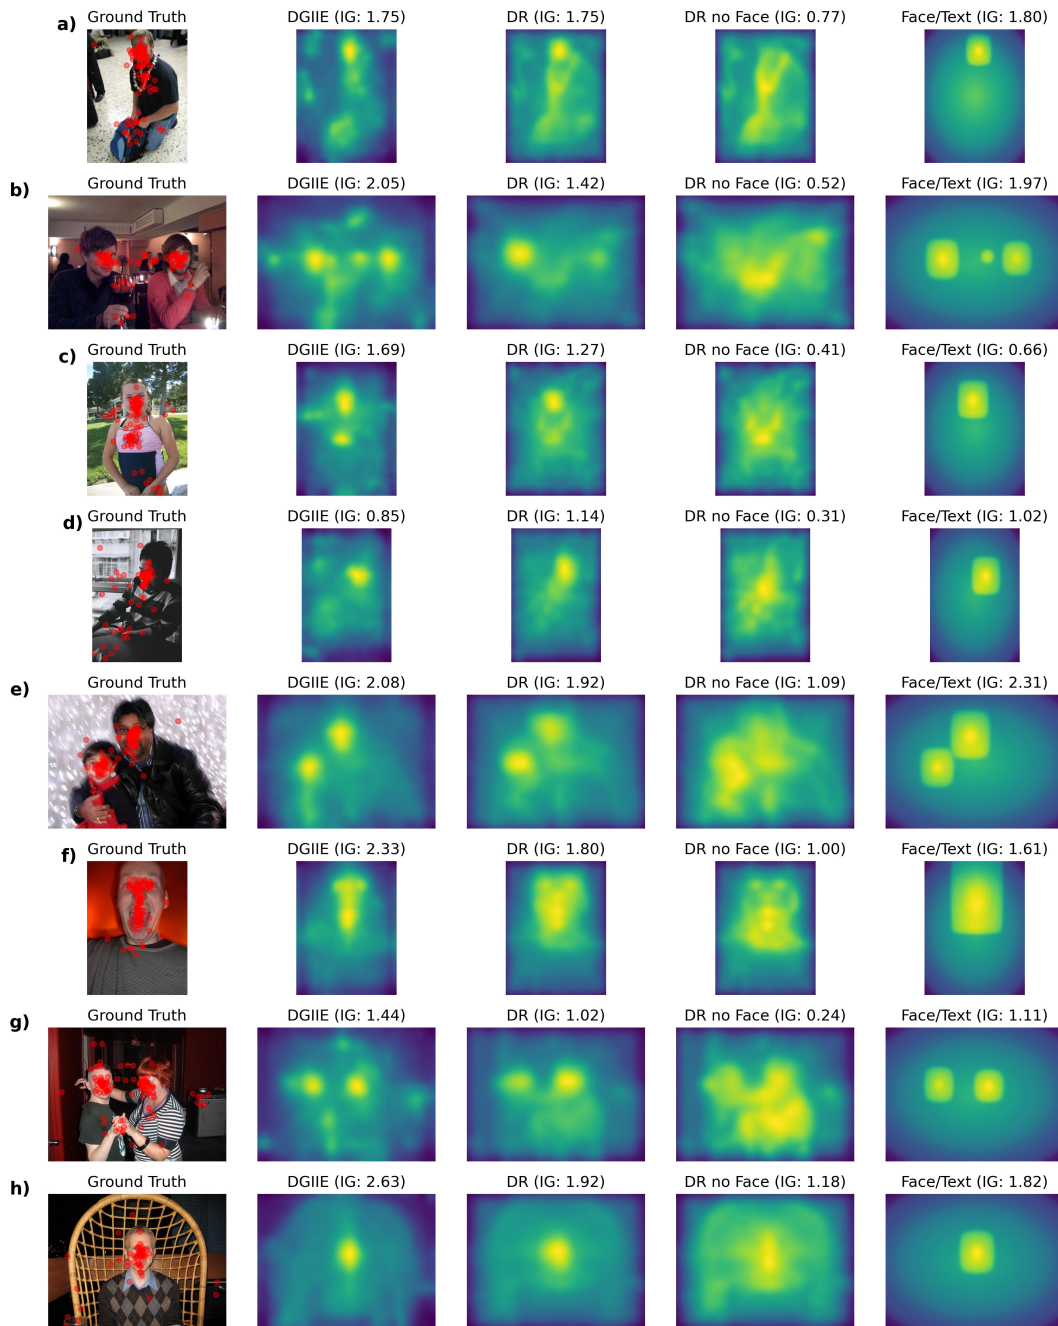 a) Ground Truth DGIIE (IG: 1.75) DR (IG: 1.75) DR no Face (IG: 0.77) Face/Text (IG: 1.80)
b) Ground Truth DGIIE (IG: 2.05) DR (IG: 1.42) DR no Face (IG: 0.52) Face/Text (IG: 1.97)
c) Ground Truth DGIIE (IG: 1.69) DR (IG: 1.27) DR no Face (IG: 0.41) Face/Text (IG: 0.66)
d) Ground Truth DGIIE (IG: 0.85) DR (IG: 1.14) DR no Face (IG: 0.31) Face/Text (IG: 1.02)
e) Ground Truth DGIIE (IG: 2.08) DR (IG: 1.92) DR no Face (IG: 1.09) Face/Text (IG: 2.31)
f) Ground Truth DGIIE (IG: 2.33) DR (IG: 1.80) DR no Face (IG: 1.00) Face/Text (IG: 1.61)
g) Ground Truth DGIIE (IG: 1.44) DR (IG: 1.02) DR no Face (IG: 0.24) Face/Text (IG: 1.11)
h) Ground Truth DGIIE (IG: 2.63) DR (IG: 1.92) DR no Face (IG: 1.18) Face/Text (IG: 1.82)